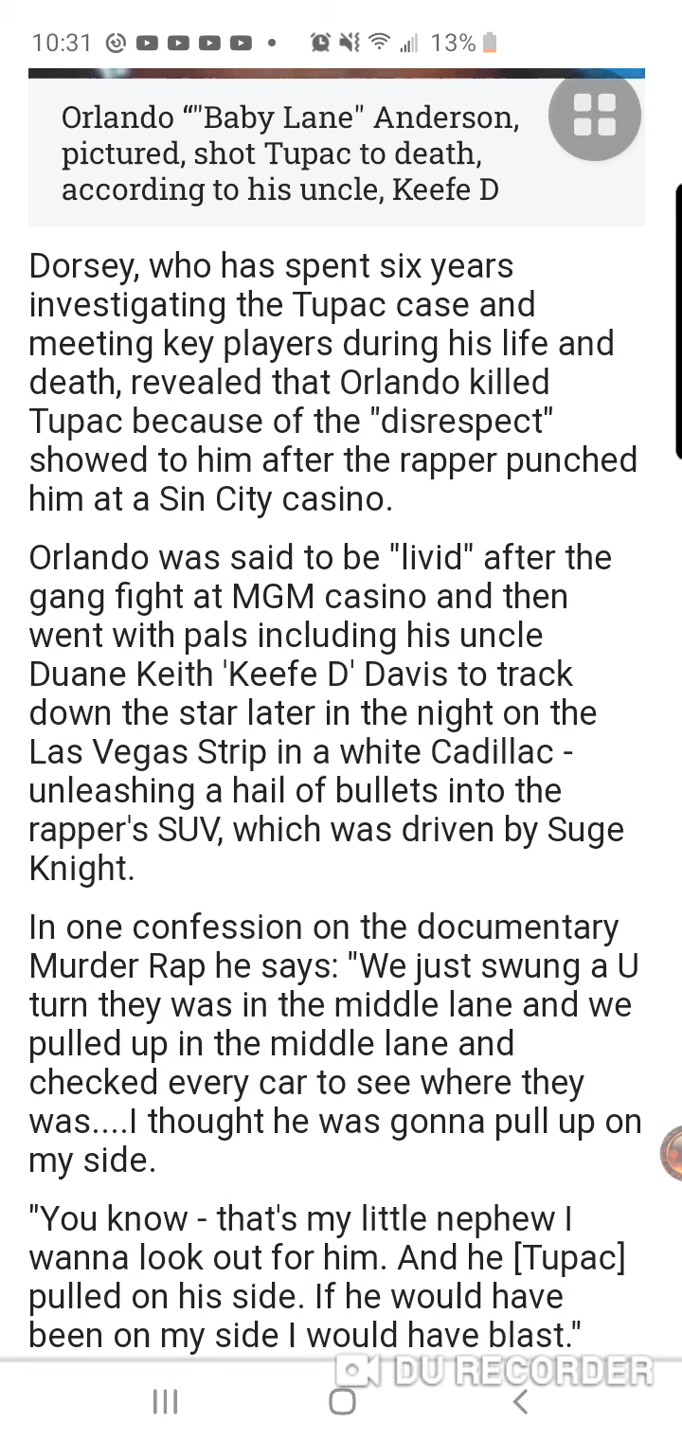 10:31 13%
Orlando “"Baby Lane" Anderson,
pictured, shot Tupac to death,
according to his uncle, Keefe D
Dorsey, who has spent six years
investigating the Tupac case and
meeting key players during his life and
death, revealed that Orlando killed
Tupac because of the "disrespect"
showed to him after the rapper punched
him at a Sin City casino.
Orlando was said to be "livid" after the
gang fight at MGM casino and then
went with pals including his uncle
Duane Keith 'Keefe D' Davis to track
down the star later in the night on the
Las Vegas Strip in a white Cadillac -
unleashing a hail of bullets into the
rapper's SUV, which was driven by Suge
Knight.
In one confession on the documentary
Murder Rap he says: "We just swung a U
turn they was in the middle lane and we
pulled up in the middle lane and
checked every car to see where they
was....I thought he was gonna pull up on
my side.
"You know - that's my little nephew I
wanna look out for him. And he [Tupac]
pulled on his side. If he would have
been on my side I would have blast."
DU RECORDER